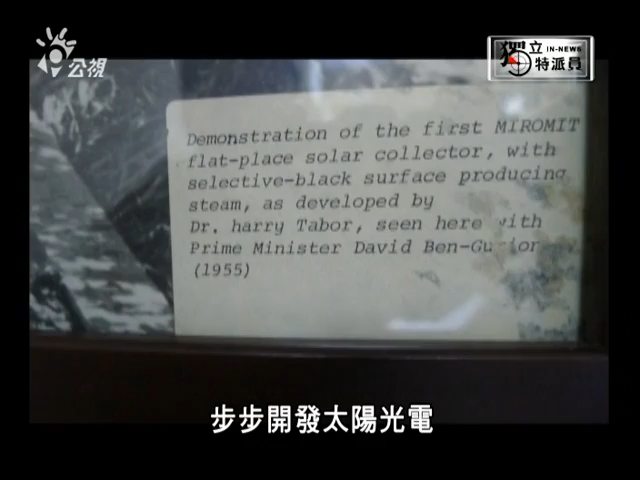 公視
獨立
IN-NEWS
特派員
Demonstration of the first MIROMIT
flat-place solar collector, with
selective-black surface producing
steam, as developed by
Dr. harry Tabor, seen here with
Prime Minister David
(1955)
步步開發太陽光電